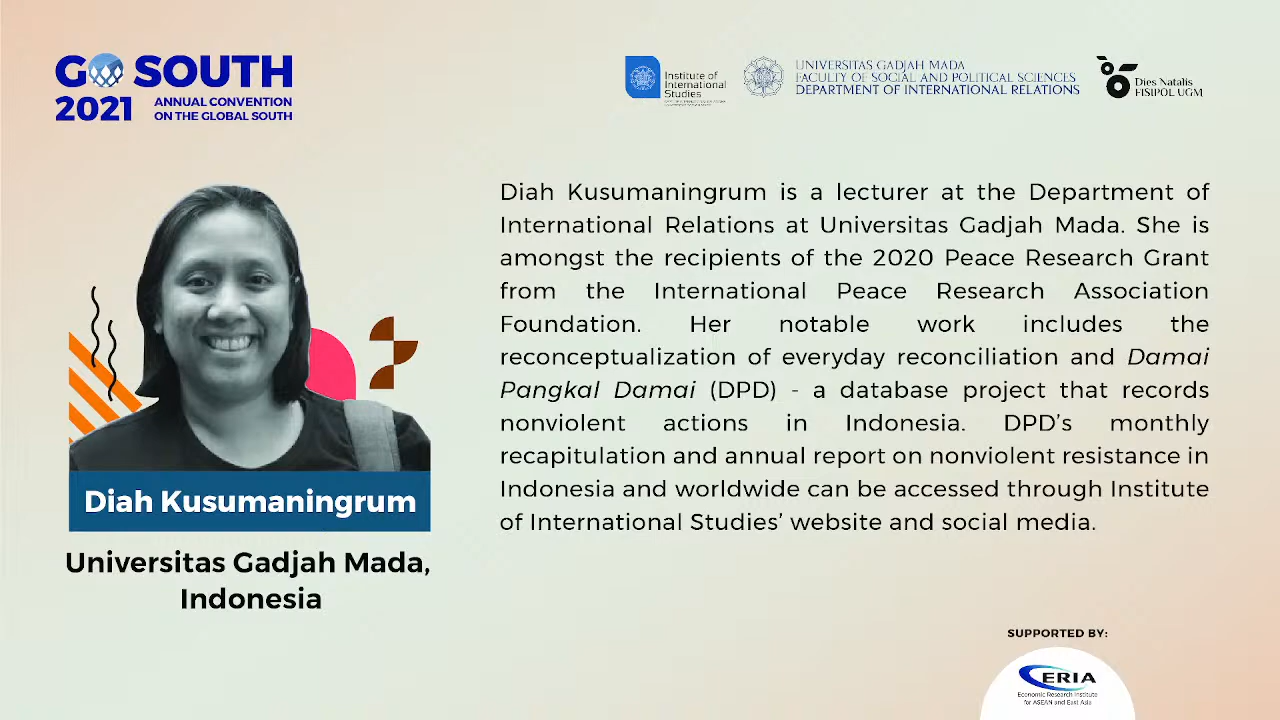 GO SOUTH
2021 ANNUAL CONVENTION
ON THE GLOBAL SOUTH
Institute of
International
Studies
UNIVERSITAS GADJAH MADA
FACULTY OF SOCIAL AND POLITICAL SCIENCES
DEPARTMENT OF INTERNATIONAL RELATIONS
Dies Natalis
FISIPOL UGM
Diah Kusumaningrum is a lecturer at the Department of
International Relations at Universitas Gadjah Mada. She is
amongst the recipients of the 2020 Peace Research Grant
from the International Peace Research Association
Foundation. Her notable work includes the
reconceptualization of everyday reconciliation and Damai
Pangkal Damai (DPD) - a database project that records
nonviolent actions in Indonesia. DPD’s monthly
recapitulation and annual report on nonviolent resistance in
Indonesia and worldwide can be accessed through Institute
of International Studies’ website and social media.
Diah Kusumaningrum
Universitas Gadjah Mada,
Indonesia
SUPPORTED BY:
ERIA
Economic Research Institute
for ASEAN and East Asia